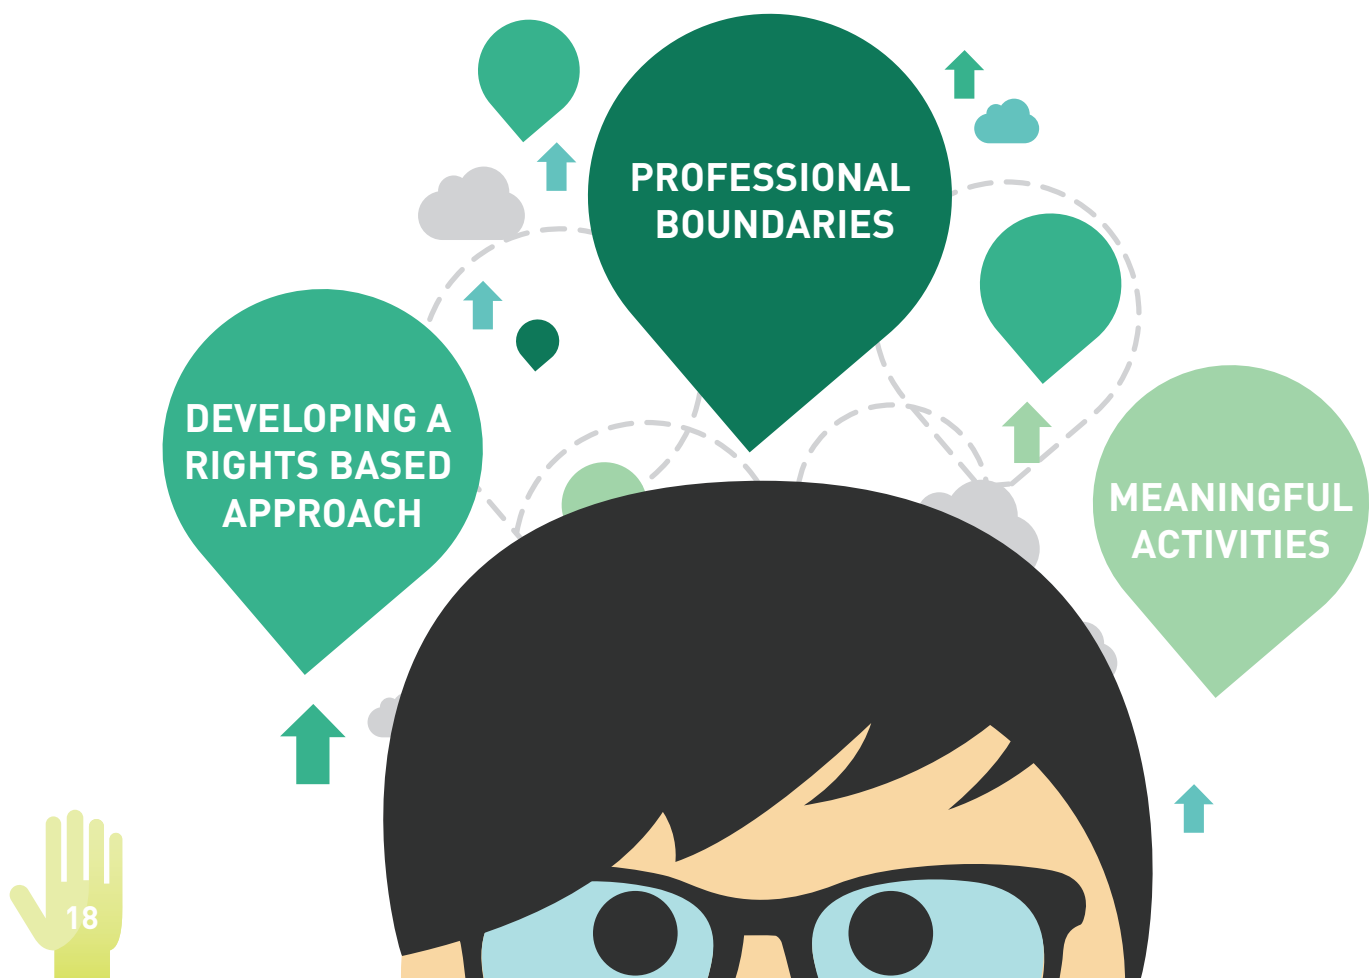 PROFESSIONAL
BOUNDARIES
DEVELOPING A
RIGHTS BASED
APPROACH
MEANINGFUL
ACTIVITIES
18